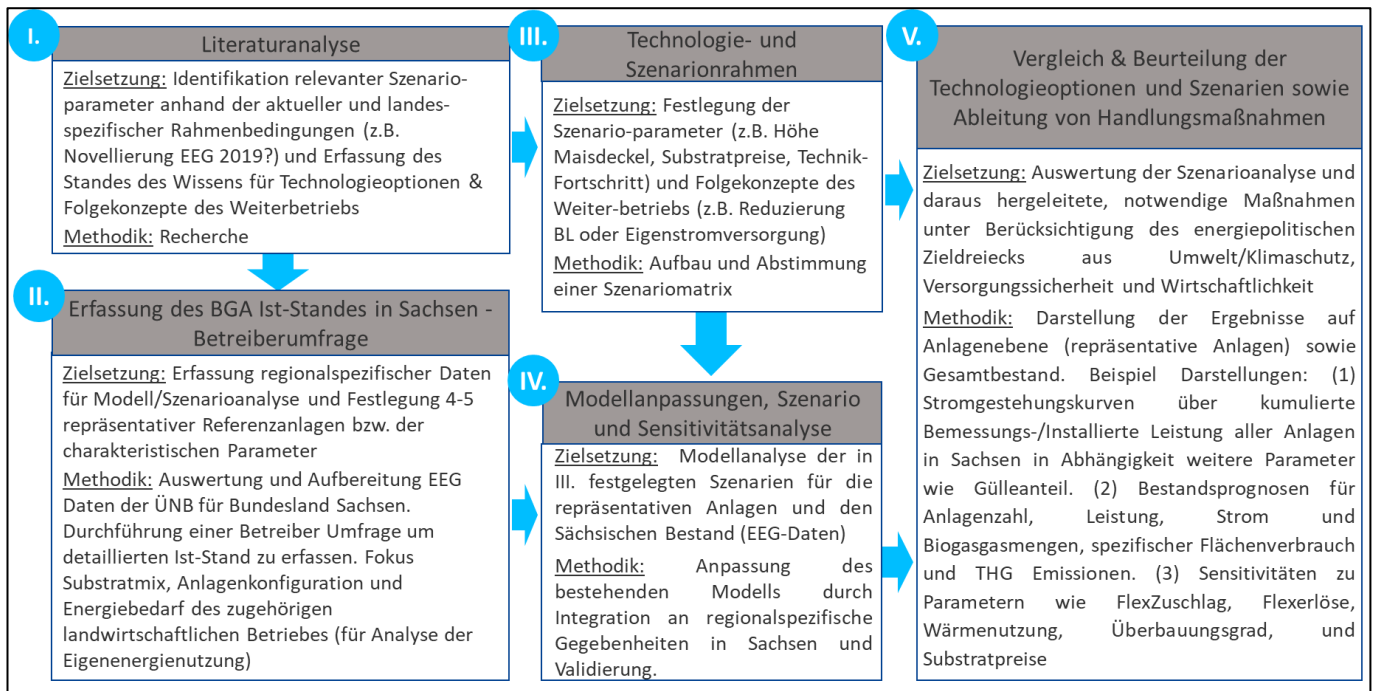 I.
Literaturanalyse
Zielsetzung: Identifikation relevanter Szenario-
parameter anhand der aktueller und landes-
spezifischer Rahmenbedingungen (z.B.
Novellierung EEG 2019?) und Erfassung des
Standes des Wissens für Technologieoptionen &
Folgekonzepte des Weiterbetriebs
Methodik: Recherche
II.
Erfassung des BGA Ist-Standes in Sachsen -
Betreiberumfrage
Zielsetzung: Erfassung regionalspezifischer Daten
für Modell/Szenarioanalyse und Festlegung 4-5
repräsentativer Referenzanlagen bzw. der
charakteristischen Parameter
Methodik: Auswertung und Aufbereitung EEG
Daten der ÜNB für Bundesland Sachsen.
Durchführung einer Betreiber Umfrage um
detaillierten Ist-Stand zu erfassen. Fokus
Substratmix, Anlagenkonfiguration und
Energiebedarf des zugehörigen
landwirtschaftlichen Betriebes (für Analyse der
Eigenenergienutzung)
III.
Technologie- und
Szenarionrahmen
Zielsetzung: Festlegung der
Szenario-parameter (z.B. Höhe
Maisdeckel, Substratpreise, Technik-
Fortschritt) und Folgekonzepte des
Weiter-betriebs (z.B. Reduzierung
BL oder Eigenstromversorgung)
Methodik: Aufbau und Abstimmung
einer Szenariomatrix
IV.
Modellanpassungen, Szenario
und Sensitivitätsanalyse
Zielsetzung: Modellanalyse der in
III. festgelegten Szenarien für die
repräsentativen Anlagen und den
Sächsischen Bestand (EEG-Daten)
Methodik: Anpassung des
bestehenden Modells durch
Integration an regionalspezifische
Gegebenheiten in Sachsen und
Validierung.
V.
Vergleich & Beurteilung der
Technologieoptionen und Szenarien sowie
Ableitung von Handlungsmaßnahmen
Zielsetzung: Auswertung der Szenarioanalyse und
daraus hergeleitete, notwendige Maßnahmen
unter Berücksichtigung des energiepolitischen
Zieldreiecks aus Umwelt/Klimaschutz,
Versorgungssicherheit und Wirtschaftlichkeit
Methodik: Darstellung der Ergebnisse auf
Anlagenebene (repräsentative Anlagen) sowie
Gesamtbestand. Beispiel Darstellungen: (1)
Stromgestehungskurven über kumulierte
Bemessungs-/Installierte Leistung aller Anlagen
in Sachsen in Abhängigkeit weitere Parameter
wie Gülleanteil. (2) Bestandsprognosen für
Anlagenzahl, Leistung, Strom und
Biogasgasmengen, spezifischer Flächenverbrauch
und THG Emissionen. (3) Sensitivitäten zu
Parametern wie FlexZuschlag, Flexerlöse,
Wärmenutzung, Überbauungsgrad, und
Substratpreise